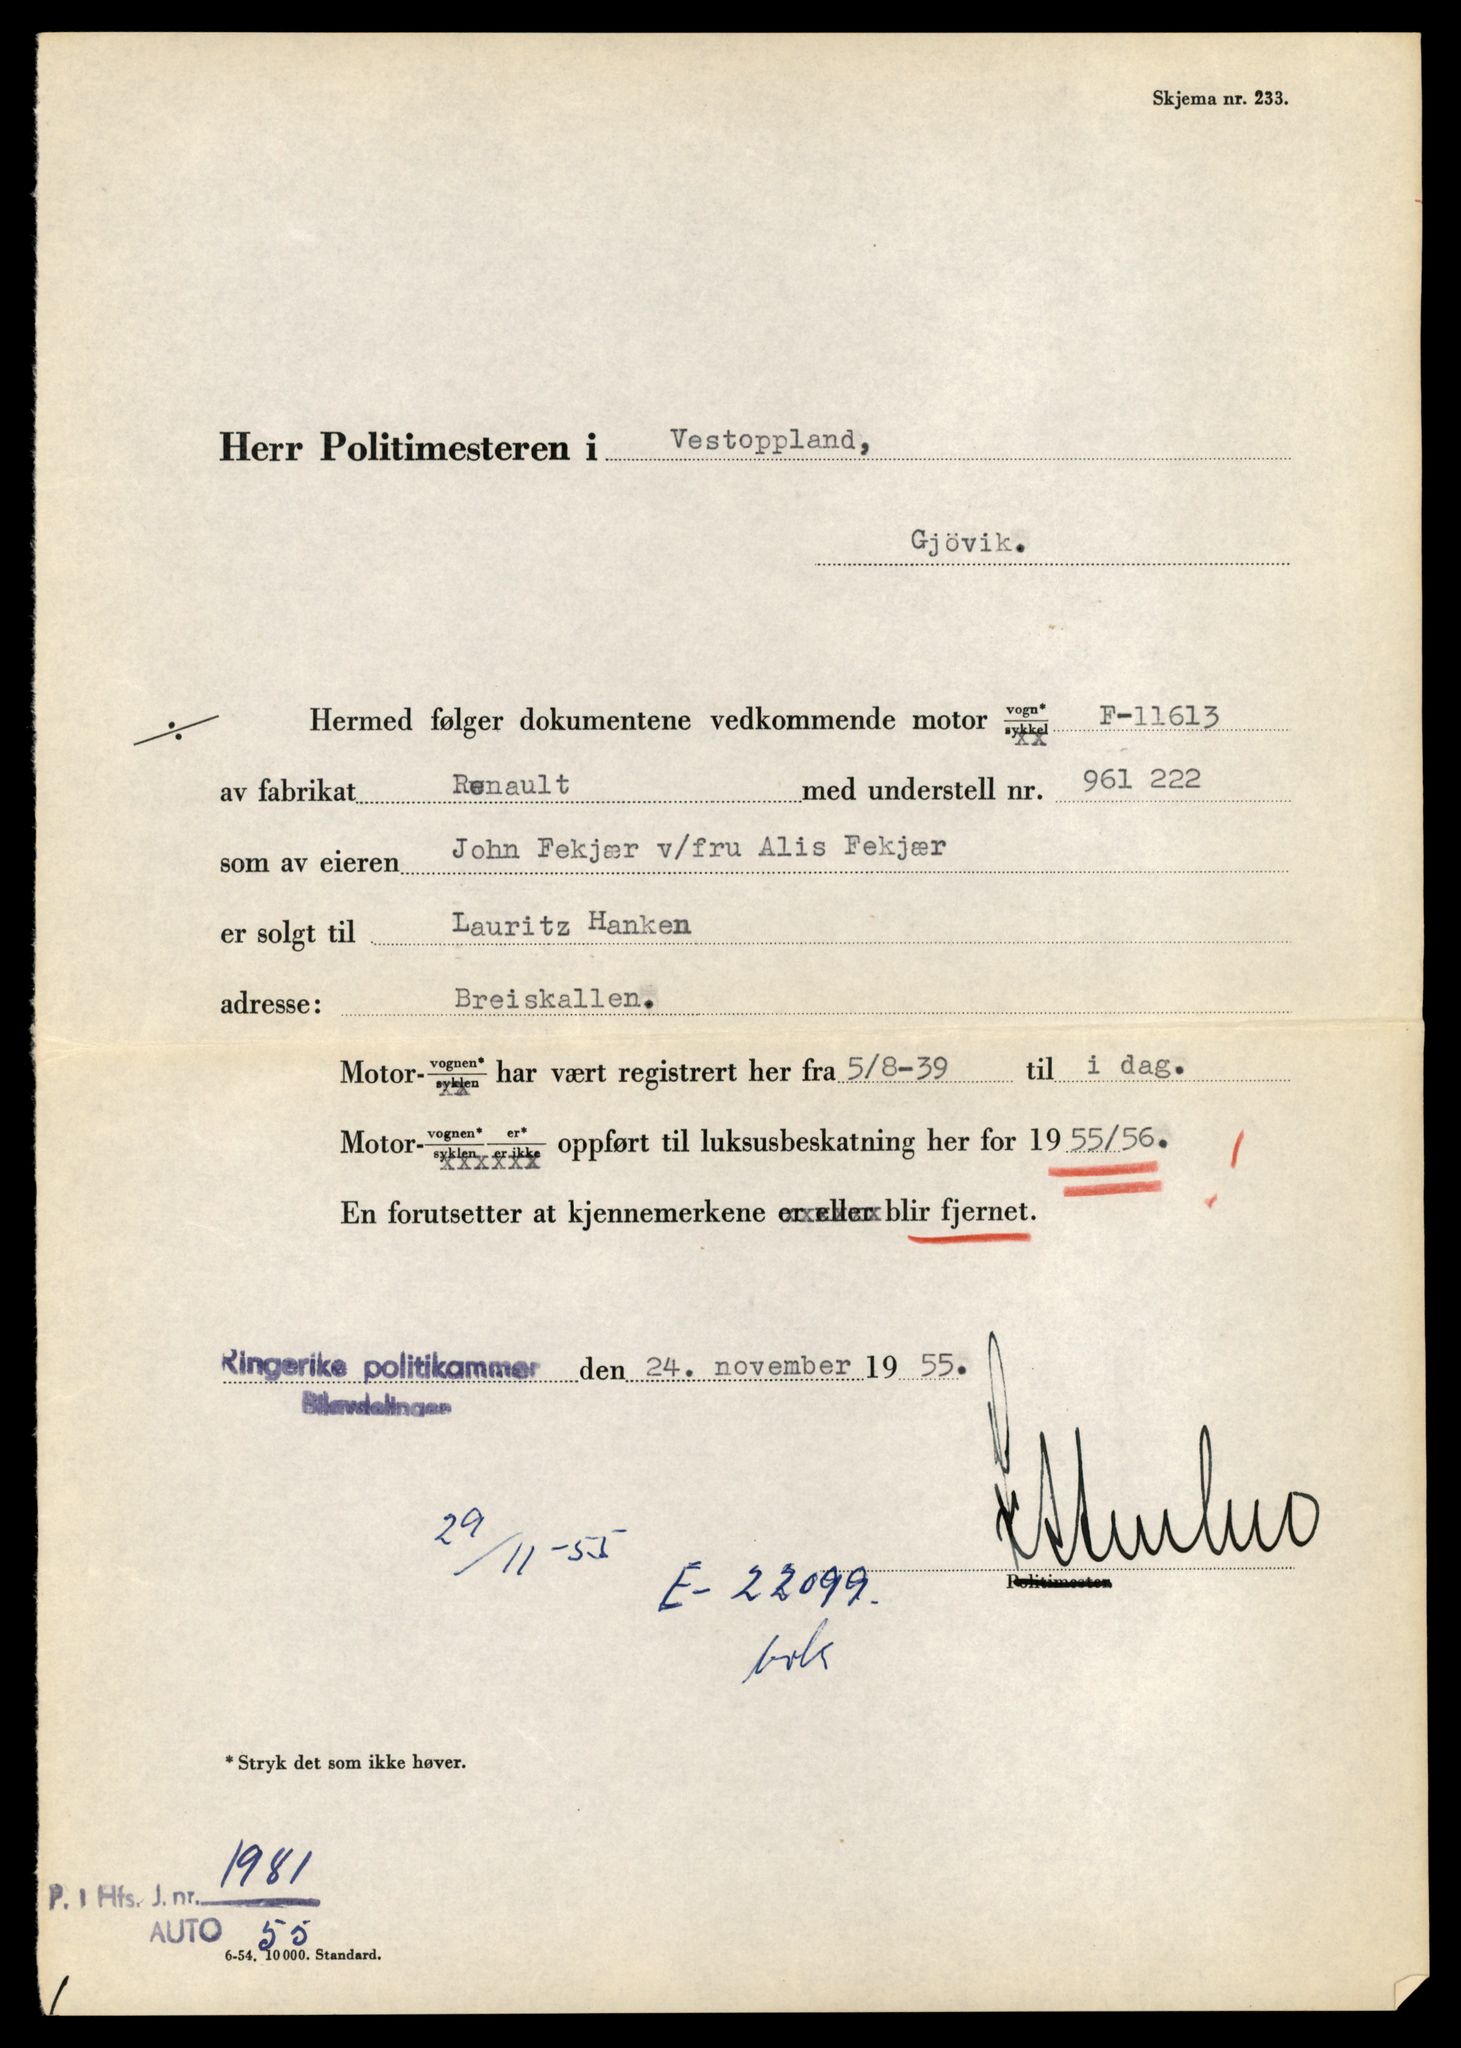 Skjema nr. 233.
Herr Politimesteren i Vestoppland,
Gjövik.
Hermed følger dokumentene vedkommende motor vogn* sykkel F-11613
av fabrikat Renault med understell nr. 961 222
som av eieren John Fekjær v/fru Alis Fekjær
er solgt til Lauritz Hanken
adresse: Breiskallen.
Motor- vognen* syklen har vært registrert her fra 5/8-39 til i dag.
Motor- vognen* syklen er* er ikke oppført til luksusbeskatning her for 19 55/56. !
En forutsetter at kjennemerkene er eller blir fjernet.
Ringerike politikammer den 24. november 19 55.
Bilavdelingen
29/11-55
E-22099.
bok
Politimester
* Stryk det som ikke høver.
P. i Hfs. J. nr. 1981
AUTO 55
6-54. 10000. Standard.